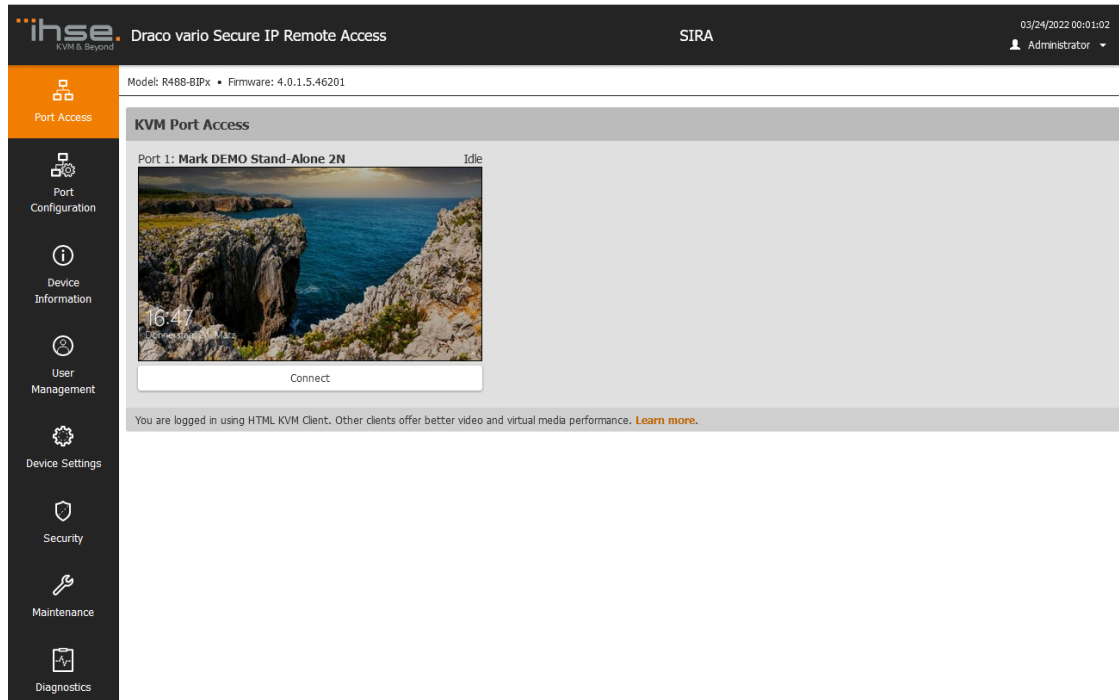 ihse.
KVM & Beyond
Draco vario Secure IP Remote Access
SIRA
03/24/2022 00:01:02
Administrator
Model: R488-BIPx • Firmware: 4.0.1.5.46201
Port Access
Port
Configuration
Device
Information
User
Management
Device Settings
Security
Maintenance
Diagnostics
KVM Port Access
Port 1: Mark DEMO Stand-Alone 2N
Idle
16:47
Donnerstag, März
Connect
You are logged in using HTML KVM Client. Other clients offer better video and virtual media performance. Learn more.